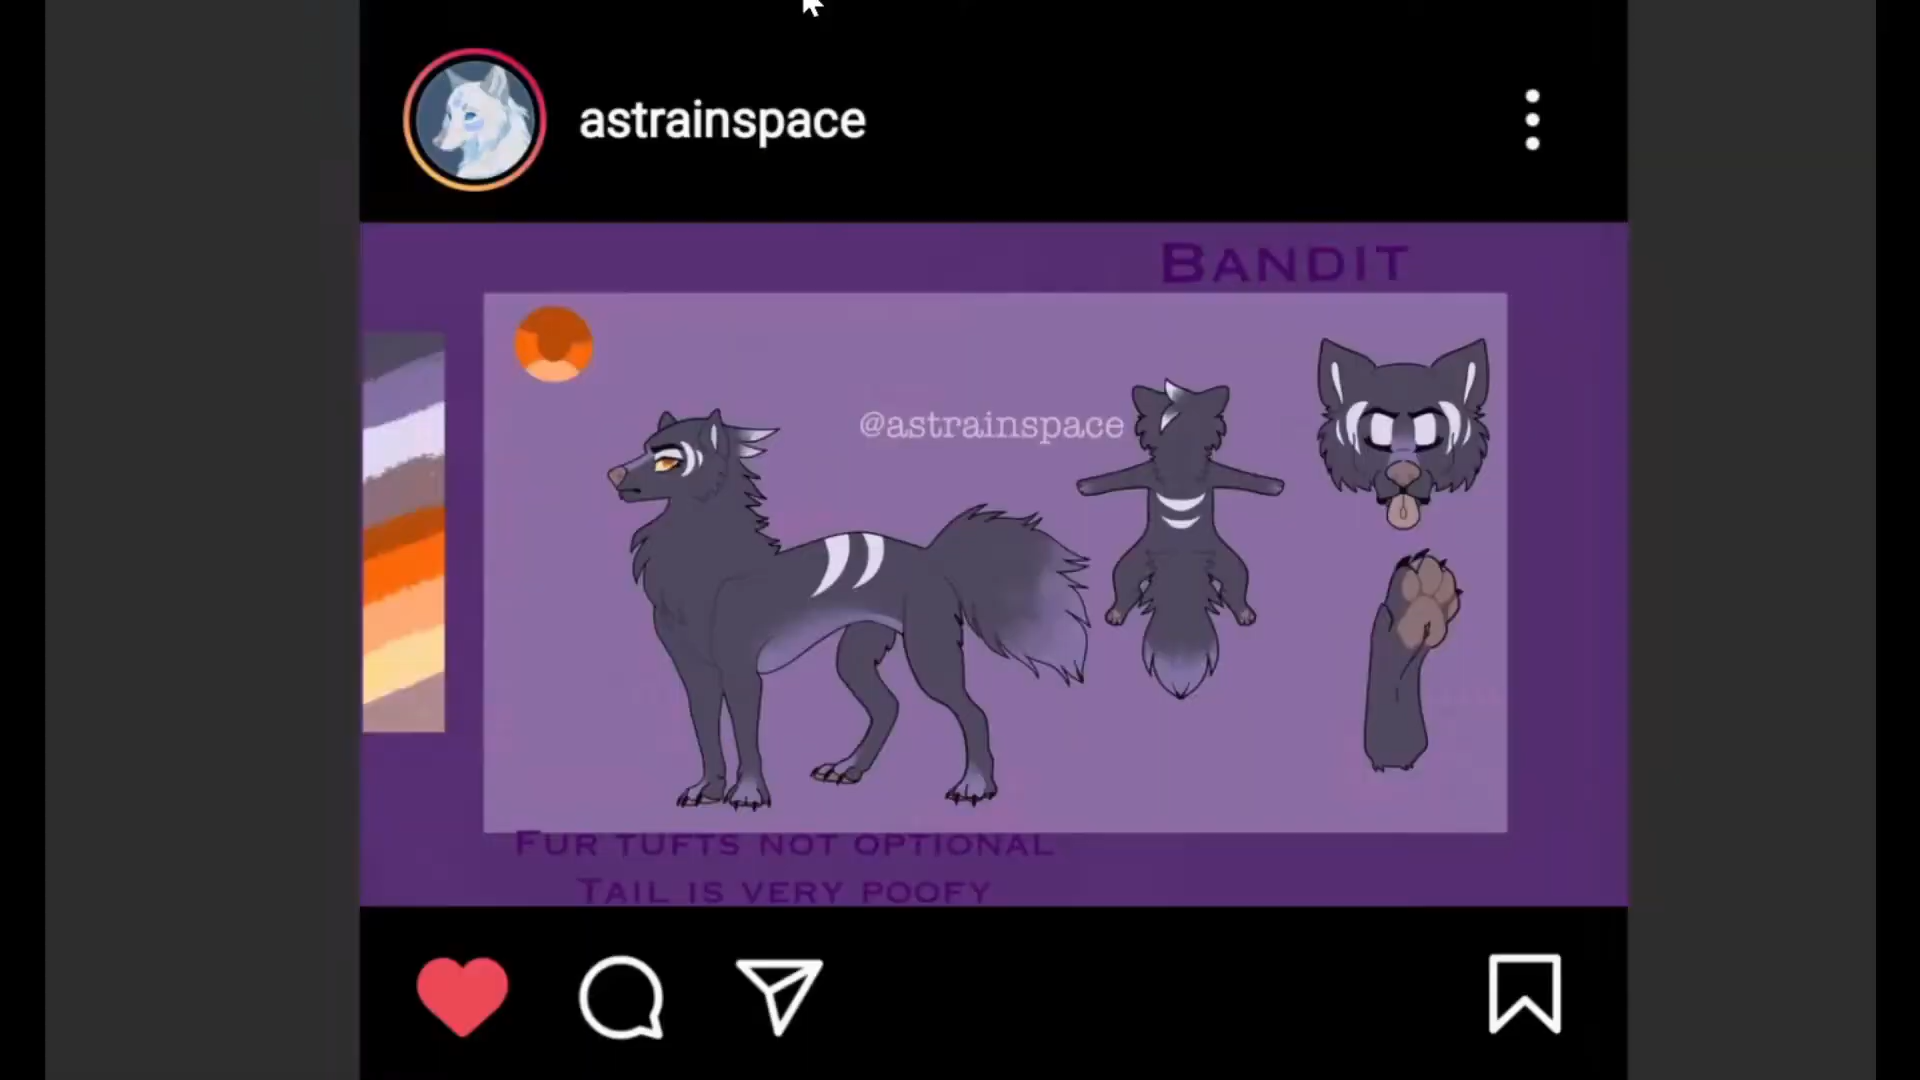 astrainspace
BANDIT
@astrainspace
FUR TUFTS NOT OPTIONAL
TAIL IS VERY POOFY